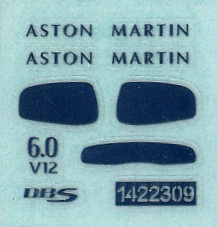 ASTON MARTIN
ASTON MARTIN
6.0
V12
DBS
1422309